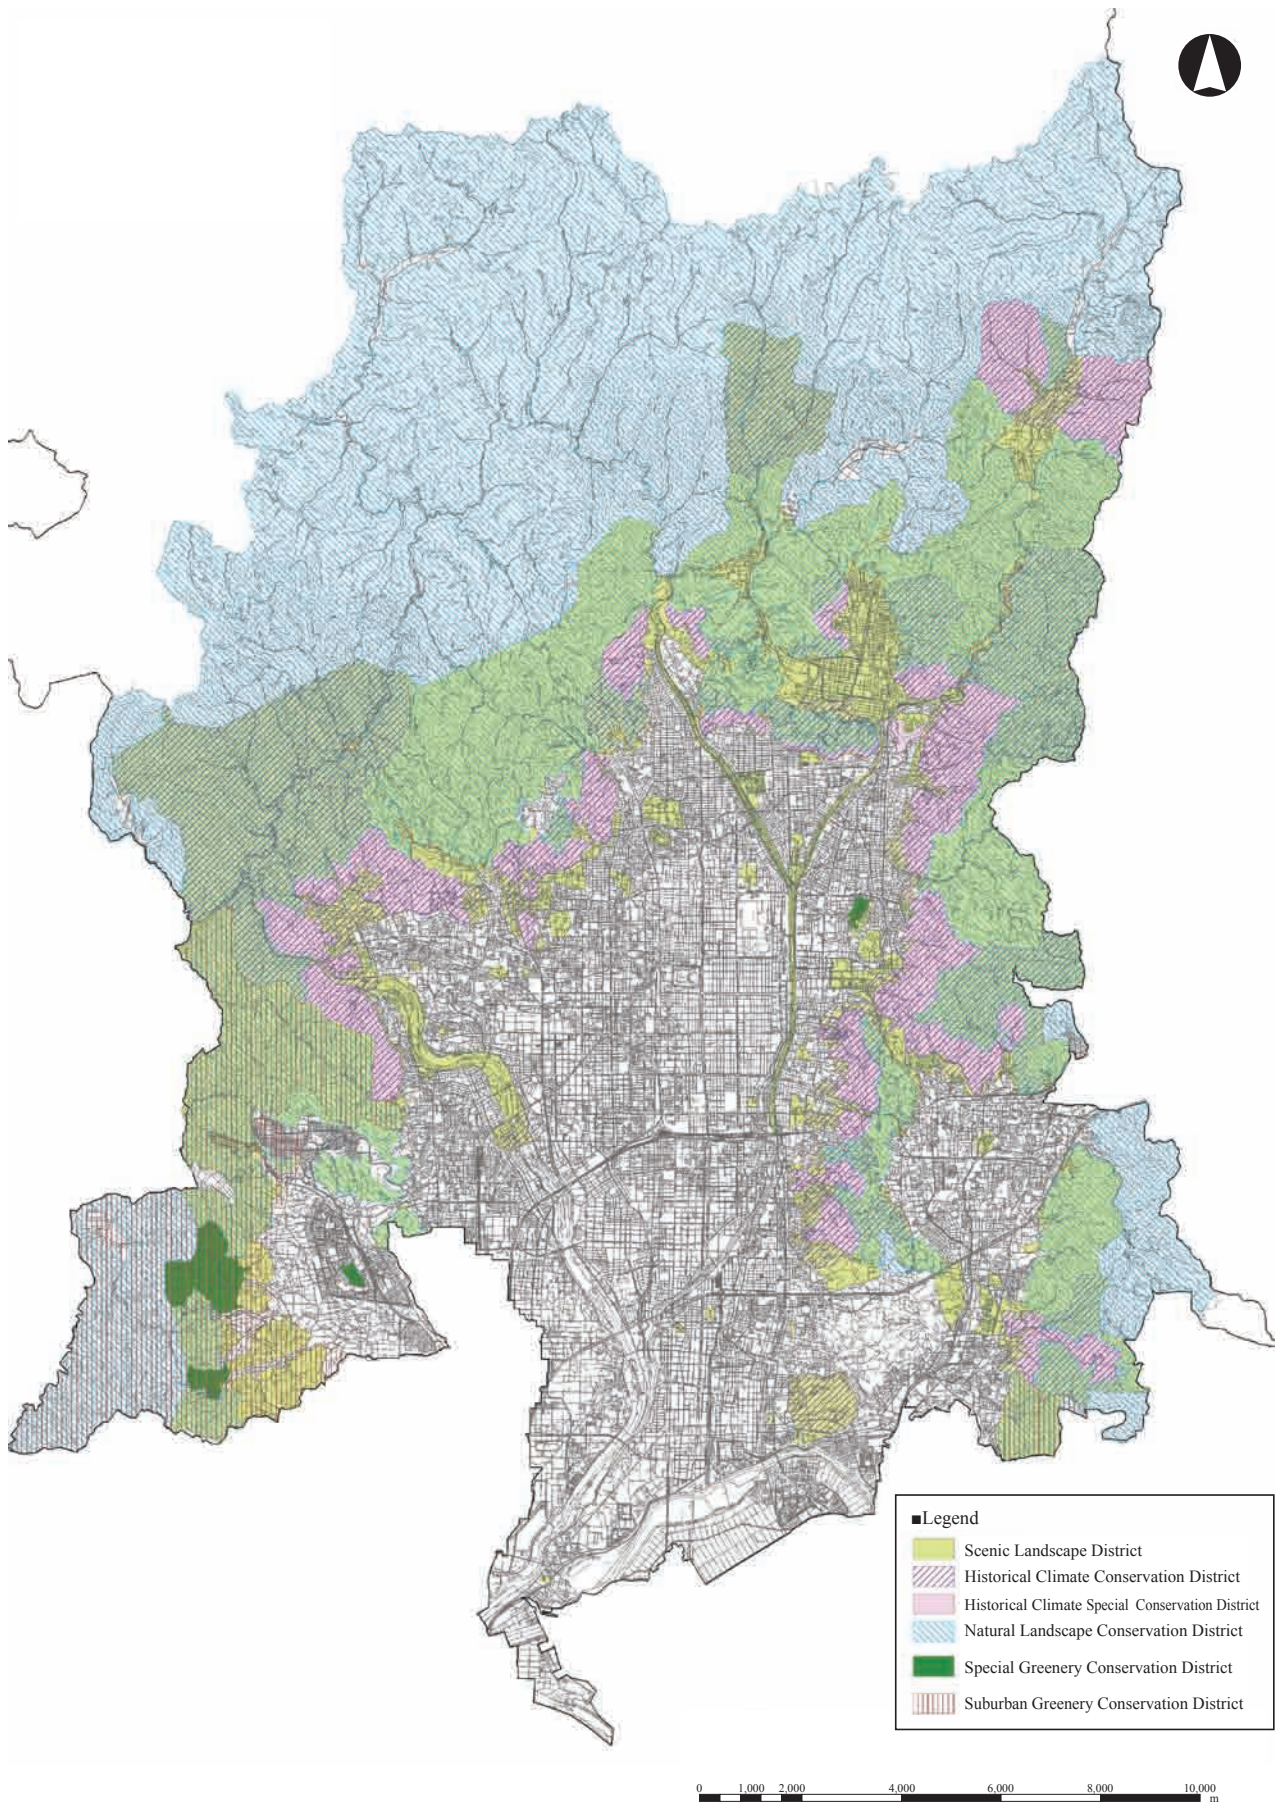 ■Legend
Scenic Landscape District
Historical Climate Conservation District
Historical Climate Special Conservation District
Natural Landscape Conservation District
Special Greenery Conservation District
Suburban Greenery Conservation District
0 1,000 2,000 4,000 6,000 8,000 10,000
m